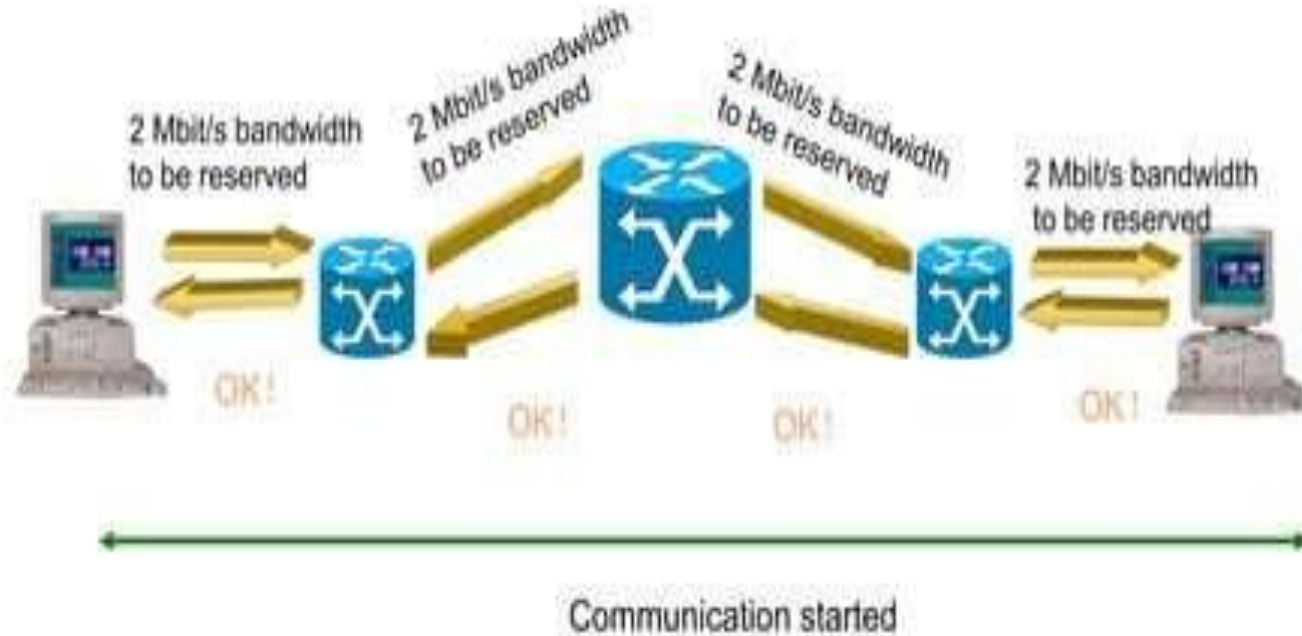 2 Mbit/s bandwidth
to be reserved
2 Mbit/s bandwidth
to be reserved
2 Mbit/s bandwidth
to be reserved
2 Mbit/s bandwidth
to be reserved
OK!
OK!
OK!
OK!
Communication started